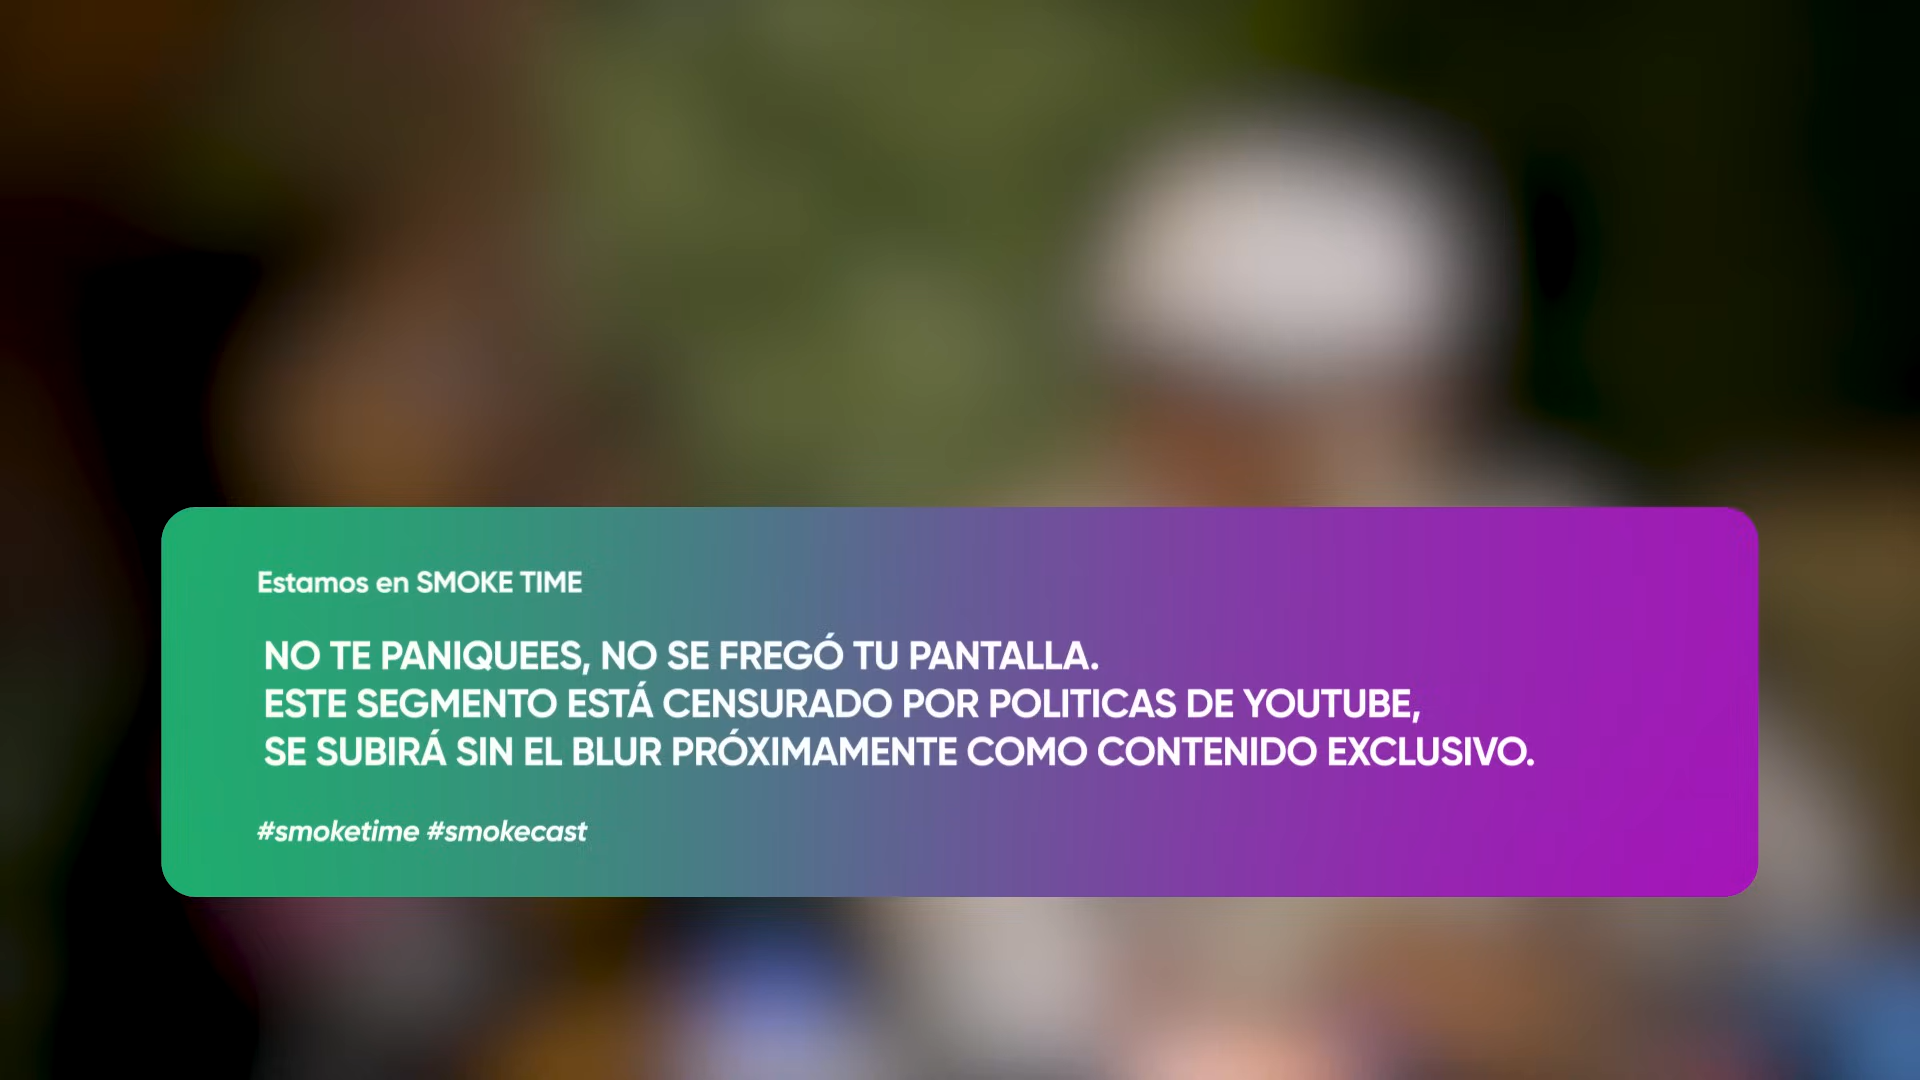 Estamos en SMOKE TIME
NO TE PANIQUEES, NO SE FREGÓ TU PANTALLA.
ESTE SEGMENTO ESTÁ CENSURADO POR POLITICAS DE YOUTUBE,
SE SUBIRÁ SIN EL BLUR PRÓXIMAMENTE COMO CONTENIDO EXCLUSIVO.
#smoketime #smokecast